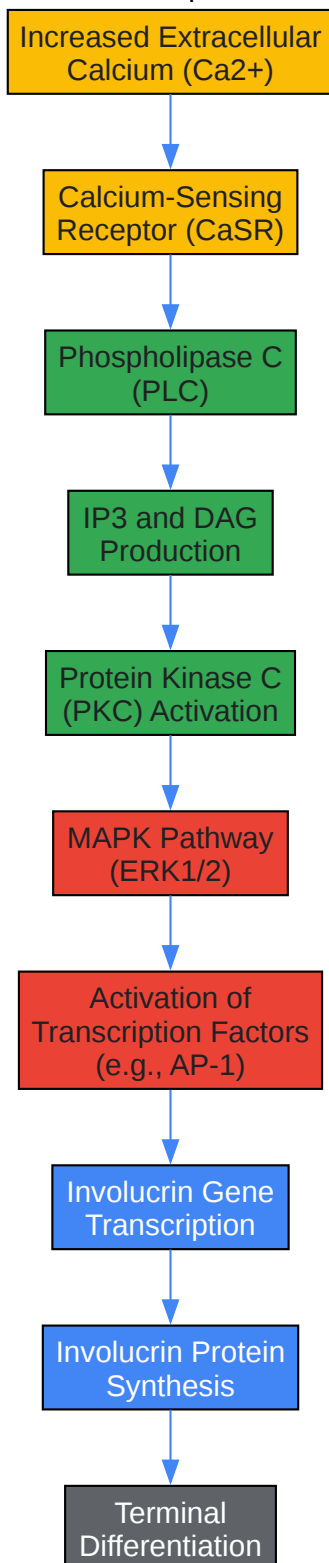 Increased Extracellular
Calcium (Ca2+)
Calcium-Sensing
Receptor (CaSR)
Phospholipase C
(PLC)
IP3 and DAG
Production
Protein Kinase C
(PKC) Activation
MAPK Pathway
(ERK1/2)
Activation of
Transcription Factors
(e.g., AP-1)
Involucrin Gene
Transcription
Involucrin Protein
Synthesis
Terminal
Differentiation